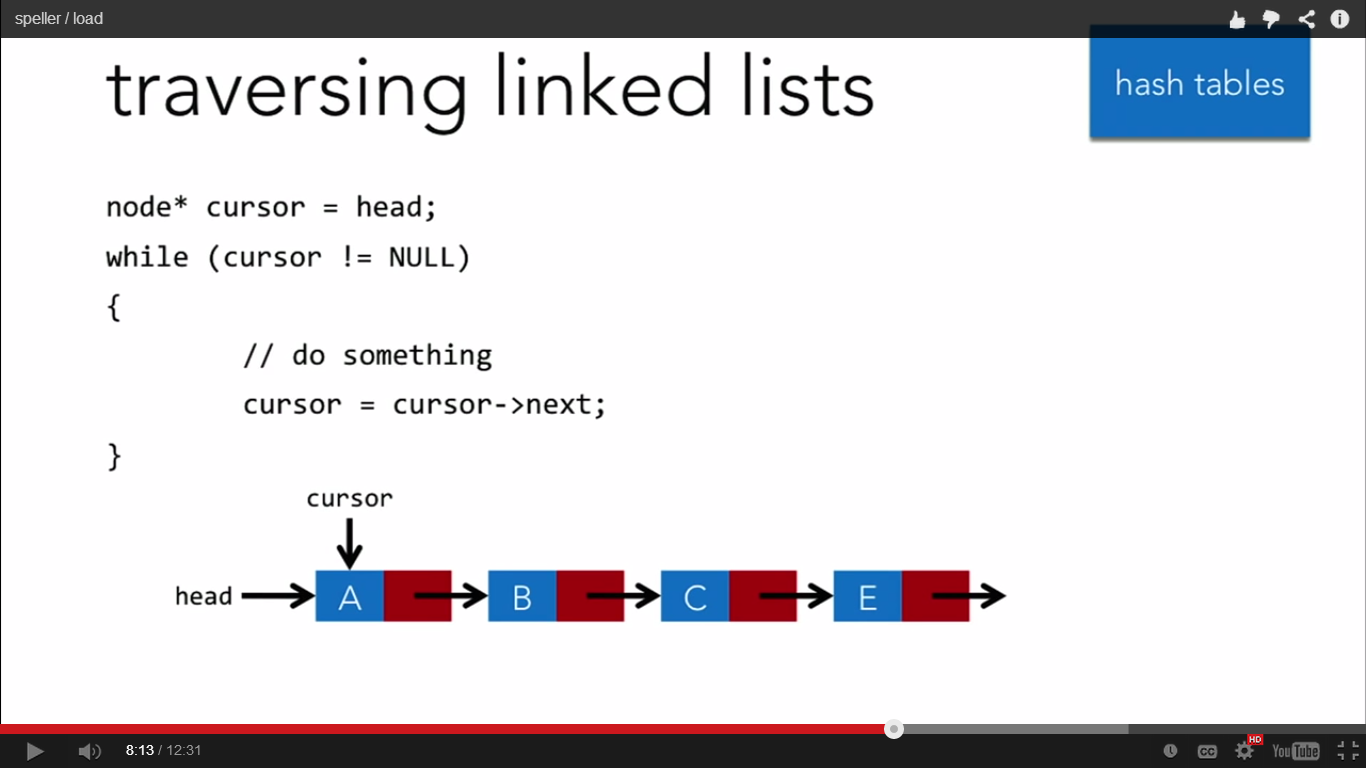 speller / load
traversing linked lists
hash tables
node* cursor = head;
while (cursor != NULL)
{
// do something
cursor = cursor->next;
}
cursor
head A B C E
8:13 / 12:31
CC
HD
YouTube